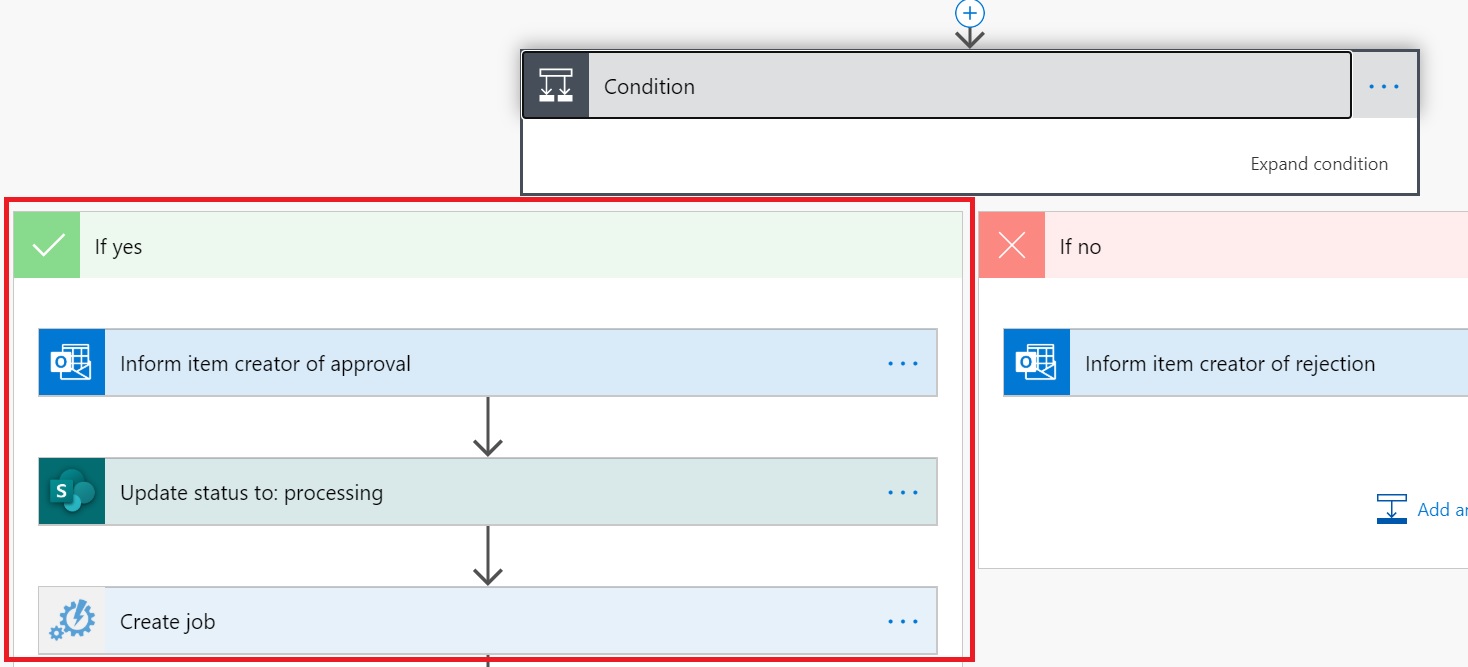 Condition
Expand condition
If yes
Inform item creator of approval
Update status to: processing
Create job
If no
Inform item creator of rejection
Add